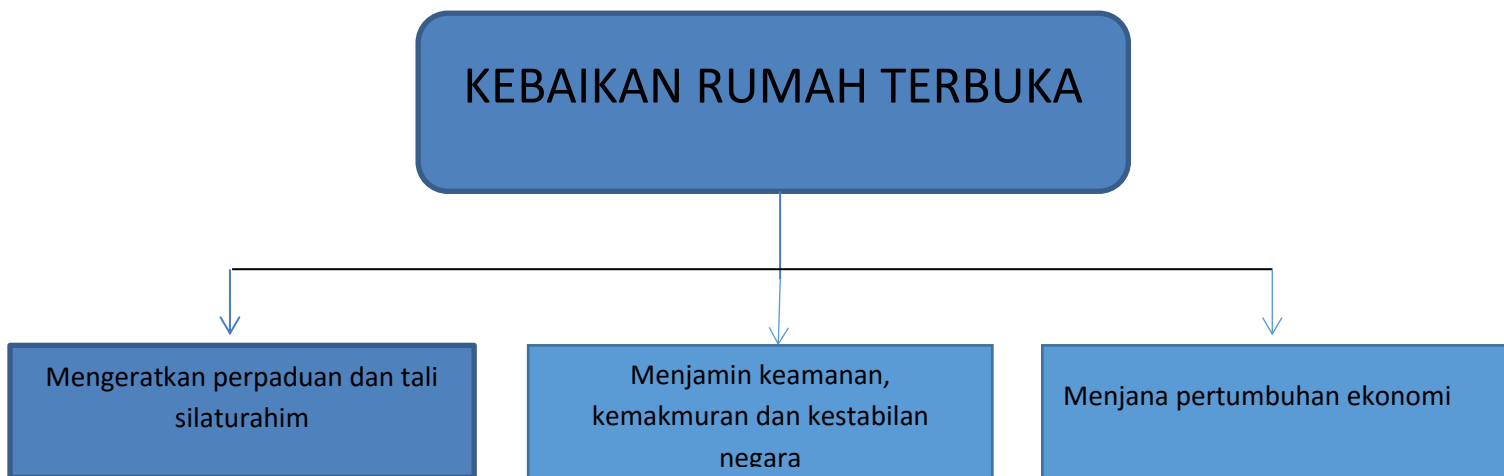 KEBAIKAN RUMAH TERBUKA
Mengeratkan perpaduan dan tali
silaturahim
Menjamin keamanan,
kemakmuran dan kestabilan
negara
Menjana pertumbuhan ekonomi